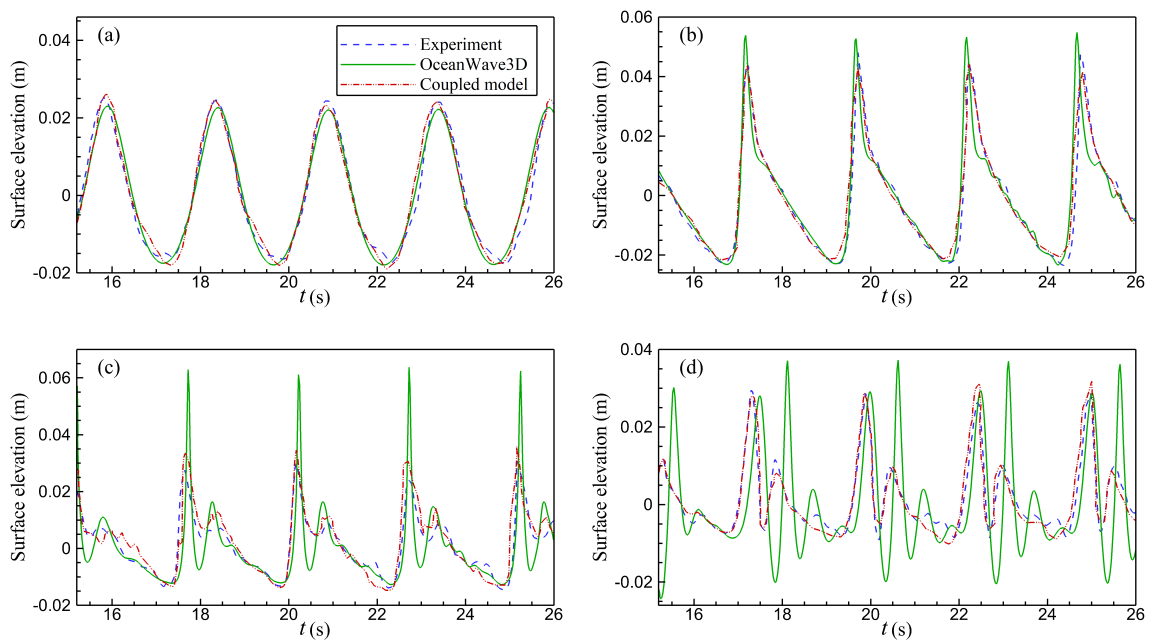 (a)
Experiment
OceanWave3D
Coupled model
Surface elevation (m)
0.04
0.02
0
-0.02
16 18 20 22 24 26
t (s)
(b)
Surface elevation (m)
0.06
0.04
0.02
0
-0.02
16 18 20 22 24 26
t (s)
(c)
Surface elevation (m)
0.06
0.04
0.02
0
-0.02
16 18 20 22 24 26
t (s)
(d)
Surface elevation (m)
0.04
0.02
0
-0.02
16 18 20 22 24 26
t (s)